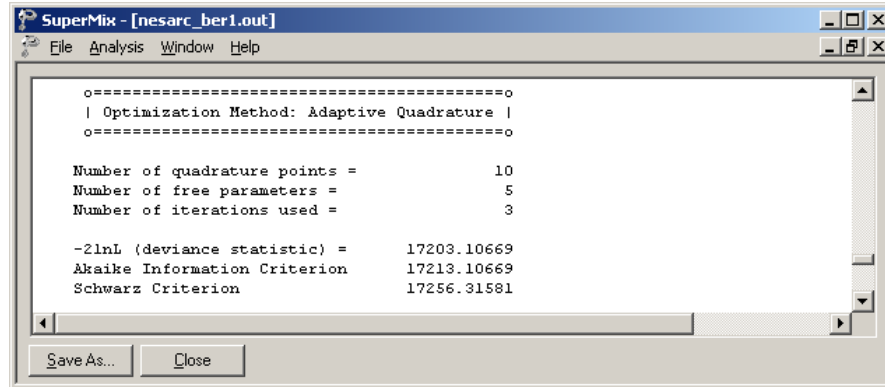 SuperMix - [nesarc_ber1.out]
File Analysis Window Help
o===========================================o
| Optimization Method: Adaptive Quadrature |
o===========================================o
Number of quadrature points = 10
Number of free parameters = 5
Number of iterations used = 3
-2lnL (deviance statistic) = 17203.10669
Akaike Information Criterion 17213.10669
Schwarz Criterion 17256.31581
Save As... Close